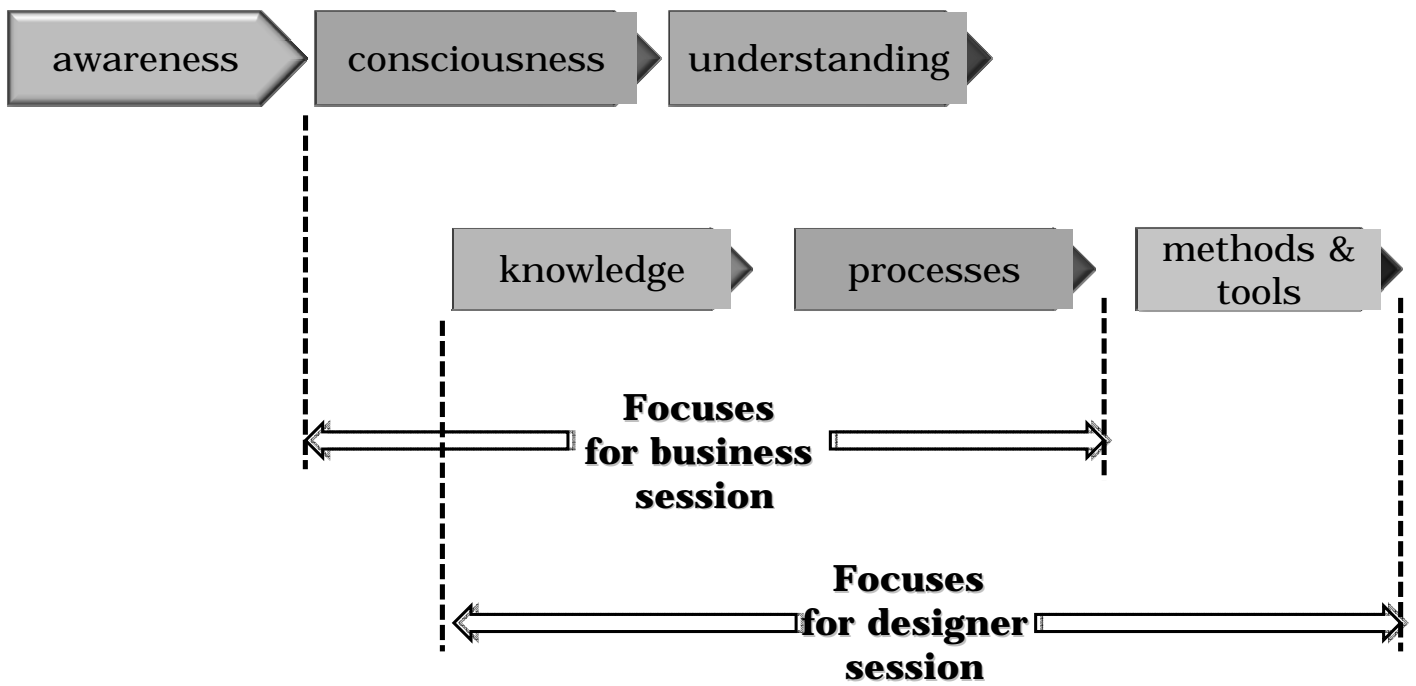 awareness
consciousness
understanding
knowledge
processes
methods &
tools
Focuses
for business
session
Focuses
for designer
session